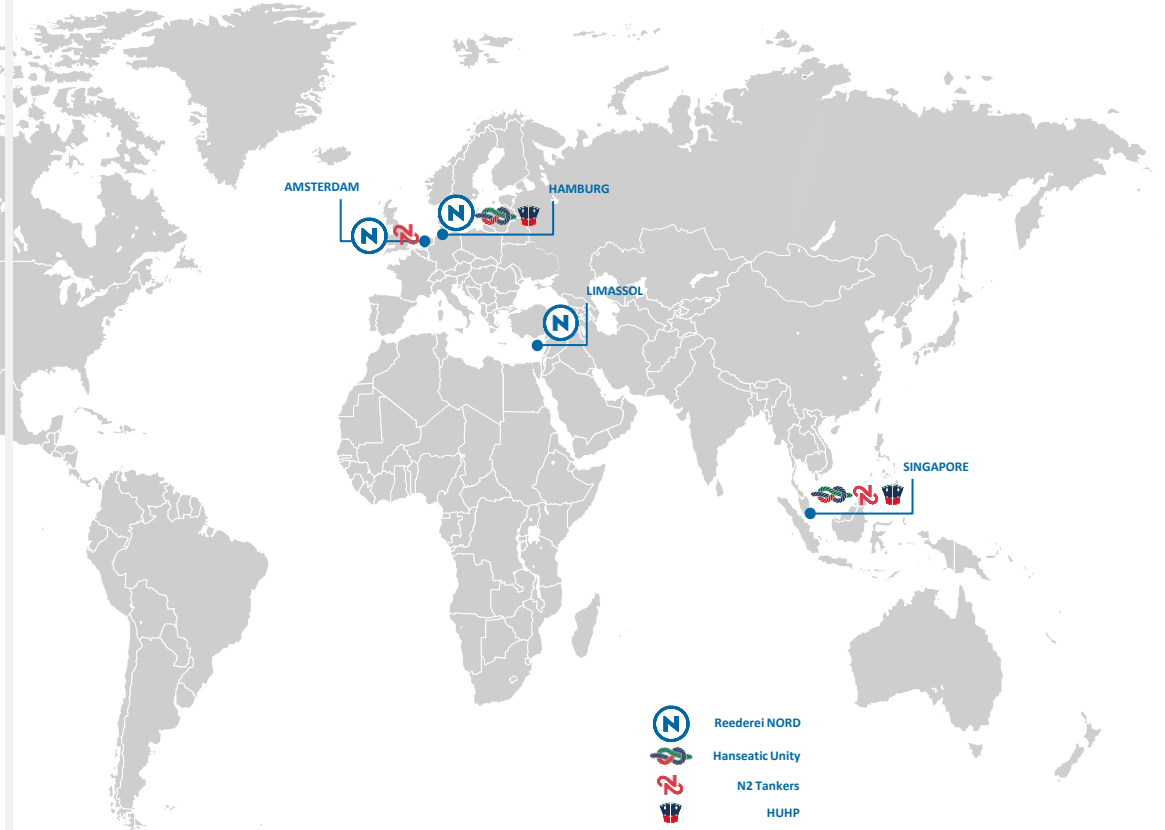 AMSTERDAM
HAMBURG
N
N
LIMASSOL
N
SINGAPORE
N Reederei NORD
Hanseatic Unity
N2 Tankers
HUHP